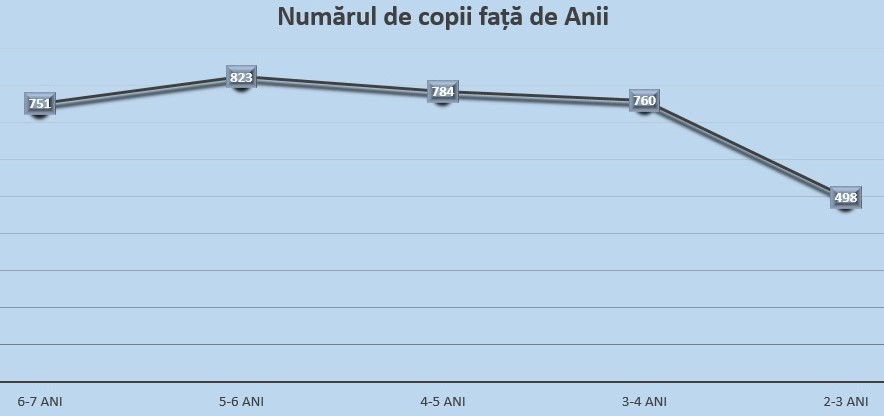 Numărul de copii față de Anii
823
784
760
751
498
6-7 ANI 5-6 ANI 4-5 ANI 3-4 ANI 2-3 ANI